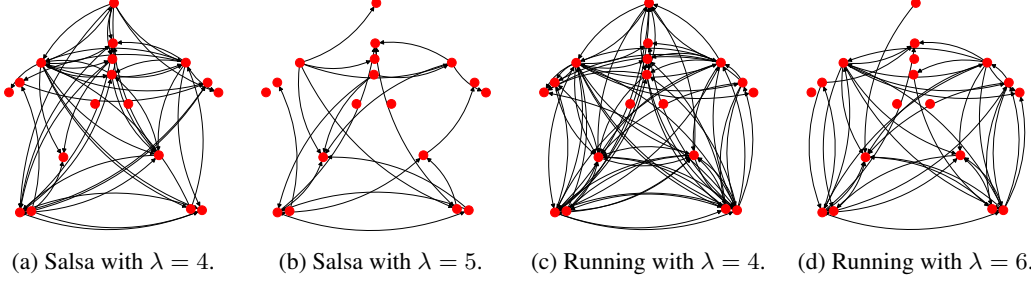 (a) Salsa with λ = 4.
(b) Salsa with λ = 5.
(c) Running with λ = 4.
(d) Running with λ = 6.